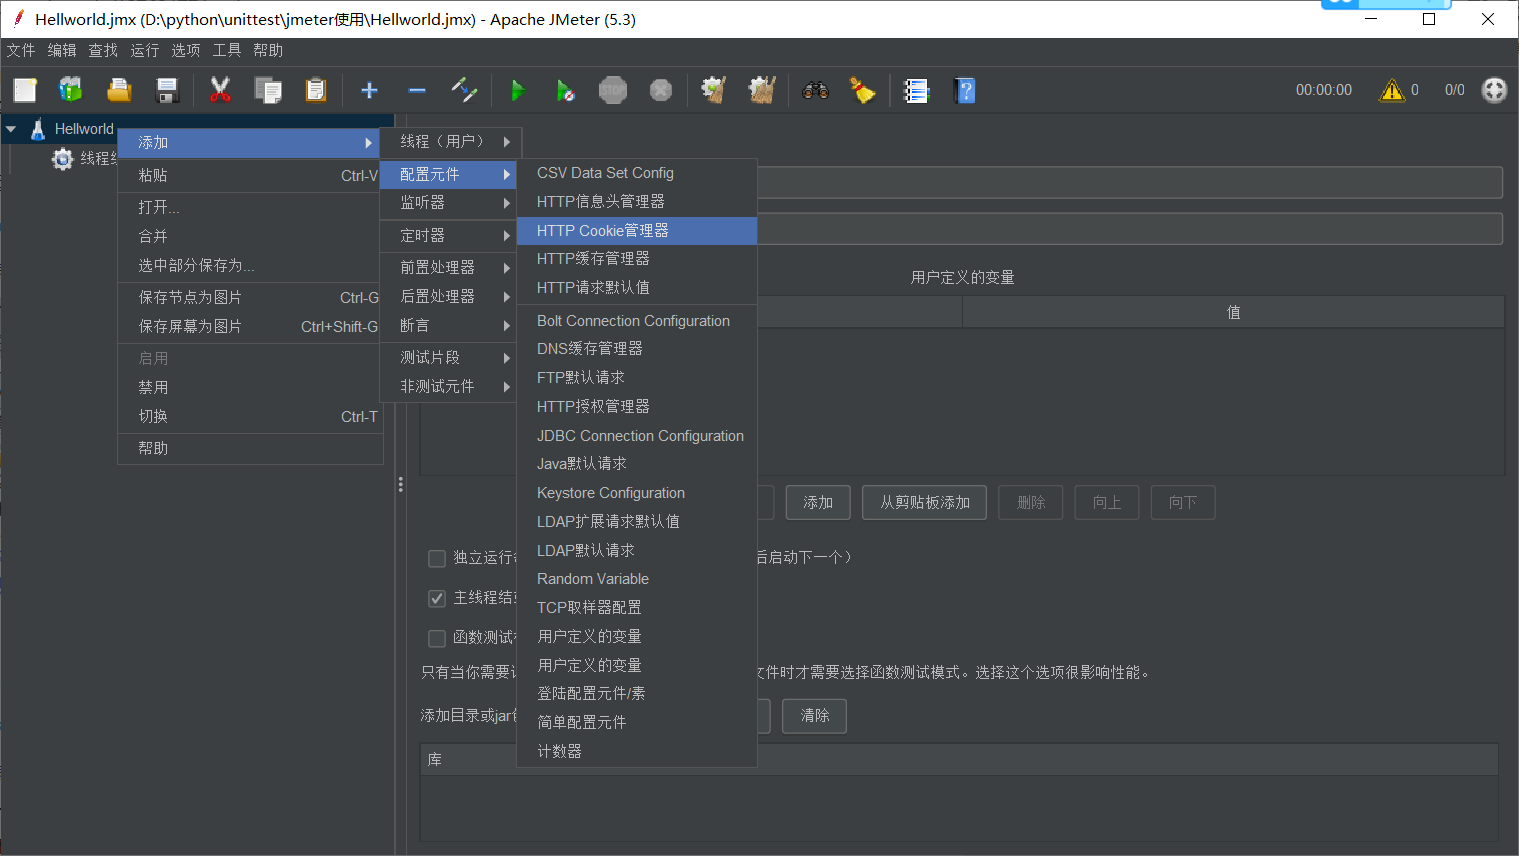 Hellworld.jmx (D:\python\unittest\jmeter使用\Hellworld.jmx) - Apache JMeter (5.3)
文件 编辑 查找 运行 选项 工具 帮助
STOP
00:00:00
0
0/0
Hellworld
线程
添加
粘贴 Ctrl-V
打开...
合并
选中部分保存为...
保存节点为图片 Ctrl-G
保存屏幕为图片 Ctrl+Shift-G
启用
禁用
切换 Ctrl-T
帮助
线程（用户）
配置元件
监听器
定时器
前置处理器
后置处理器
断言
测试片段
非测试元件
CSV Data Set Config
HTTP信息头管理器
HTTP Cookie管理器
HTTP缓存管理器
HTTP请求默认值
Bolt Connection Configuration
DNS缓存管理器
FTP默认请求
HTTP授权管理器
JDBC Connection Configuration
Java默认请求
Keystore Configuration
LDAP扩展请求默认值
LDAP默认请求
Random Variable
TCP取样器配置
用户定义的变量
用户定义的变量
登陆配置元件/素
简单配置元件
计数器
用户定义的变量
值
添加 从剪贴板添加 删除 向上 向下
独立运行 后启动下一个）
主线程结
函数测试
只有当你需要 文件时才需要选择函数测试模式。选择这个选项很影响性能。
添加目录或jar 清除
库